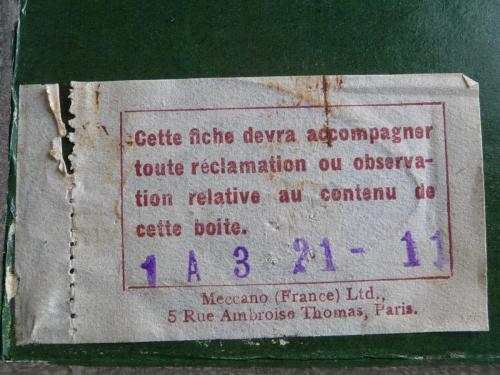 Cette fiche devra accompagner
toute réclamation ou observa-
tion relative au contenu de
cette boite.
1 A 3 21 - 11
Meccano (France) Ltd.,
5 Rue Ambroise Thomas, Paris.